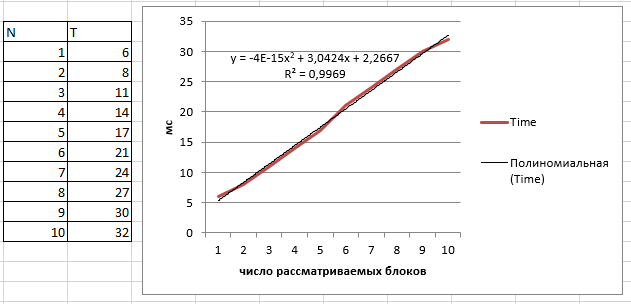 N T
1 6
2 8
3 11
4 14
5 17
6 21
7 24
8 27
9 30
10 32
35
30
25
20
15
10
5
0
мс
y = -4E-15x² + 3,0424x + 2,2667
R² = 0,9969
1 2 3 4 5 6 7 8 9 10
число рассматриваемых блоков
Time
Полиномиальная
(Time)